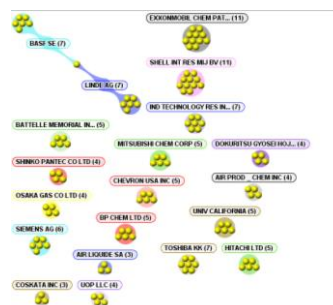 EXXONMOBIL CHEM PAT... (11)
BASF SE (7)
SHELL INT RES MIJ BV (11)
LINDE AG (7)
IND TECHNOLOGY RES IN... (7)
BATTELLE MEMORIAL IN... (5)
MITSUBISHI CHEM CORP (5)
DOKURITSU GYOSEI HOJ... (4)
SHINKO PANTEC CO LTD (4)
CHEVRON USA INC (5)
AIR PROD _ CHEM INC (4)
OSAKA GAS CO LTD (4)
UNIV CALIFORNIA (5)
BP CHEM LTD (5)
SIEMENS AG (6)
TOSHIBA KK (7)
HITACHI LTD (5)
AIR LIQUIDE SA (3)
COSKATA INC (3)
UOP LLC (4)